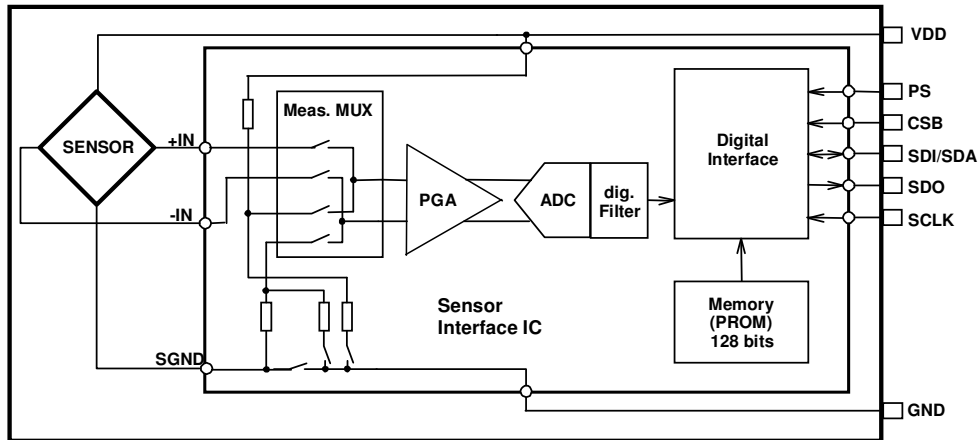 VDD
PS
Meas. MUX
CSB
SENSOR
+IN
Digital
Interface
SDI/SDA
PGA
ADC
dig.
Filter
SDO
-IN
SCLK
Sensor
Interface IC
Memory
(PROM)
128 bits
SGND
GND